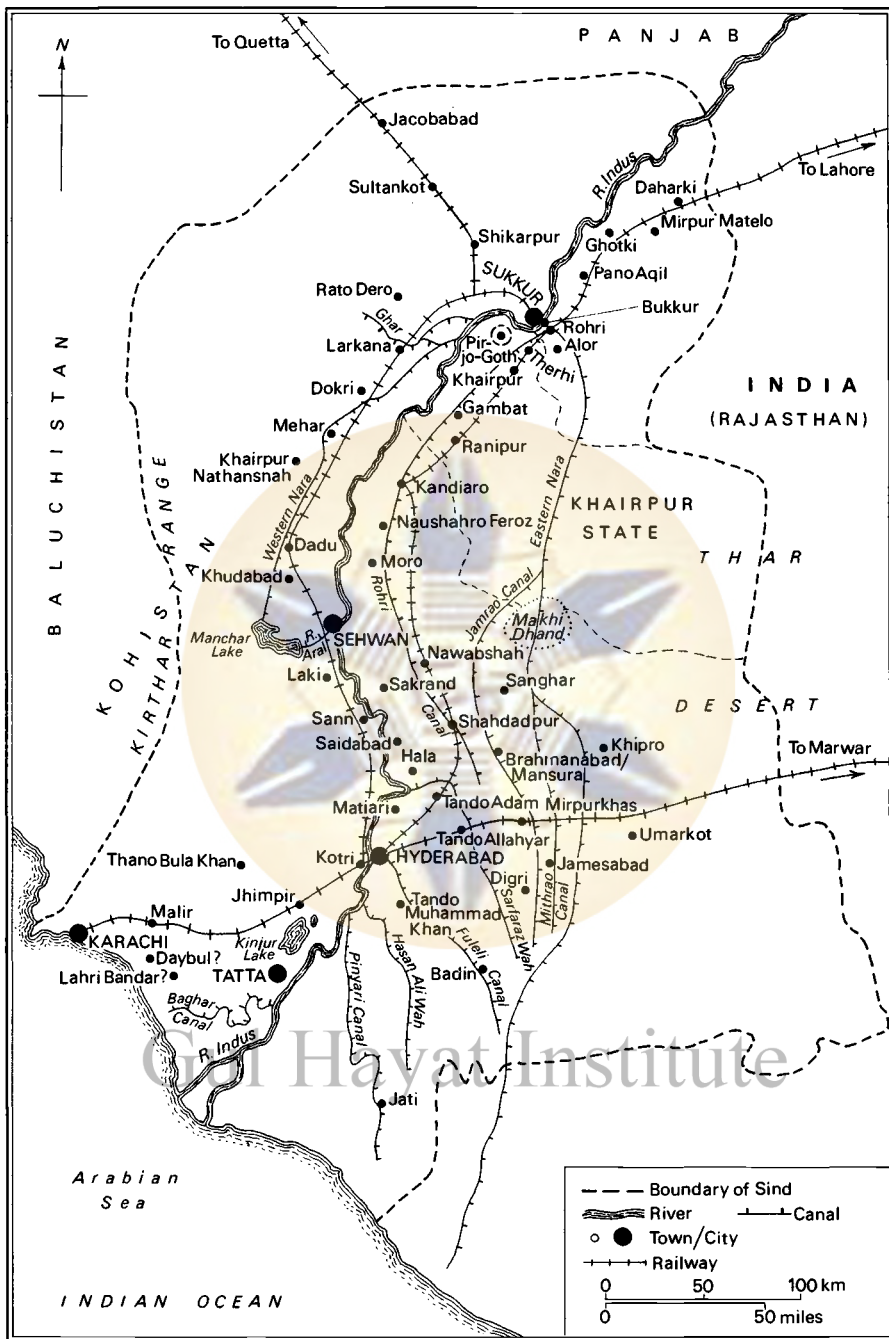 PANJAB
N
To Quetta
Jacobabad
R. Indus
To Lahore
Sultankot
Daharki
Mirpur Matelo
Ghotki
Shikarpur
SUKKUR
Pano Aqil
Rato Dero
Bukkur
Ghar
Rohri
Larkana
Pir-
jo-Goth
Alor
Therhi
Khairpur
INDIA
(RAJASTHAN)
Dokri
Gambat
Mehar
Ranipur
Khairpur
Nathansnah
BALUCHISTAN
KOHISTAN
KIRTHAR RANGE
Western Nara
Kandiaro
Eastern Nara
KHAIRPUR
STATE
Naushahro Feroz
THAR
Dadu
Moro
Khudabad
Rohri
Jamrao Canal
Makhi
Dhand
Manchar
Lake
R.
Aral
SEHWAN
Nawabshah
Laki
Sakrand
Sanghar
DESERT
Canal
Sann
Shahdadpur
Saidabad
Khipro
Hala
Brahmanabad/
Mansura
To Marwar
Matiari
Tando Adam
Mirpurkhas
Tando Allahyar
Umarkot
Thano Bula Khan
Kotri
HYDERABAD
Jamesabad
Digri
Jhimpir
Tando
Muhammad
Khan
Sarfaraz Wah
Mithrao
Canal
Malir
KARACHI
Kinjur
Lake
Daybul?
Lahri Bandar?
TATTA
Pinyari Canal
Hasan Ali Wah
Fuleli
Canal
Badin
Baghar
Canal
R. Indus
Gul Hayat Institute
Jati
Arabian
Sea
INDIAN OCEAN
Boundary of Sind
River
Canal
Town/City
Railway
0 50 100 km
0 50 miles